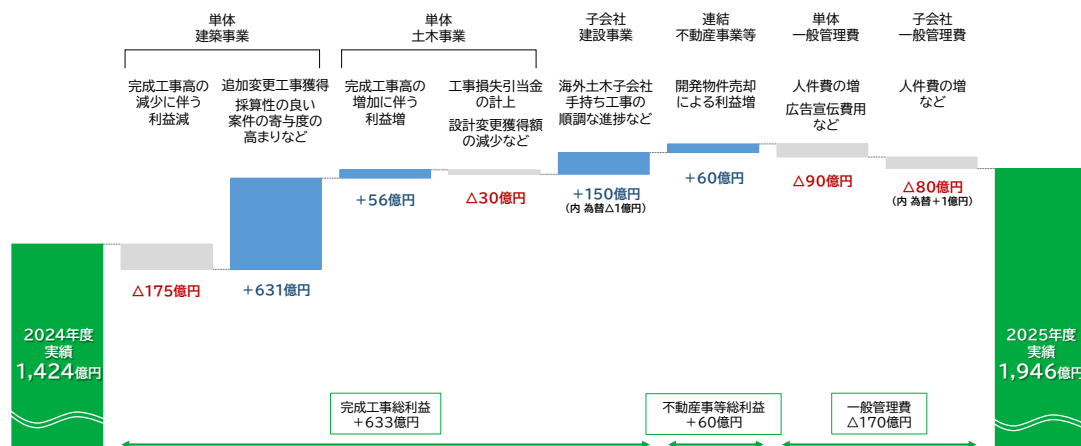 単体
建築事業
単体
土木事業
子会社
建設事業
連結
不動産事業等
単体
一般管理費
子会社
一般管理費
完成工事高の
減少に伴う
利益減
追加変更工事獲得
採算性の良い
案件の寄与度の
高まりなど
完成工事高の
増加に伴う
利益増
工事損失引当金
の計上
設計変更獲得額
の減少など
海外土木子会社
手持ち工事の
順調な進捗など
開発物件売却
による利益増
人件費の増
広告宣伝費用
など
人件費の増
など
△175億円
+631億円
+56億円
△30億円
+150億円
(内 為替△1億円)
+60億円
△90億円
△80億円
(内 為替+1億円)
2024年度
実績
1,424億円
2025年度
実績
1,946億円
完成工事総利益
+633億円
不動産事等総利益
+60億円
一般管理費
△170億円